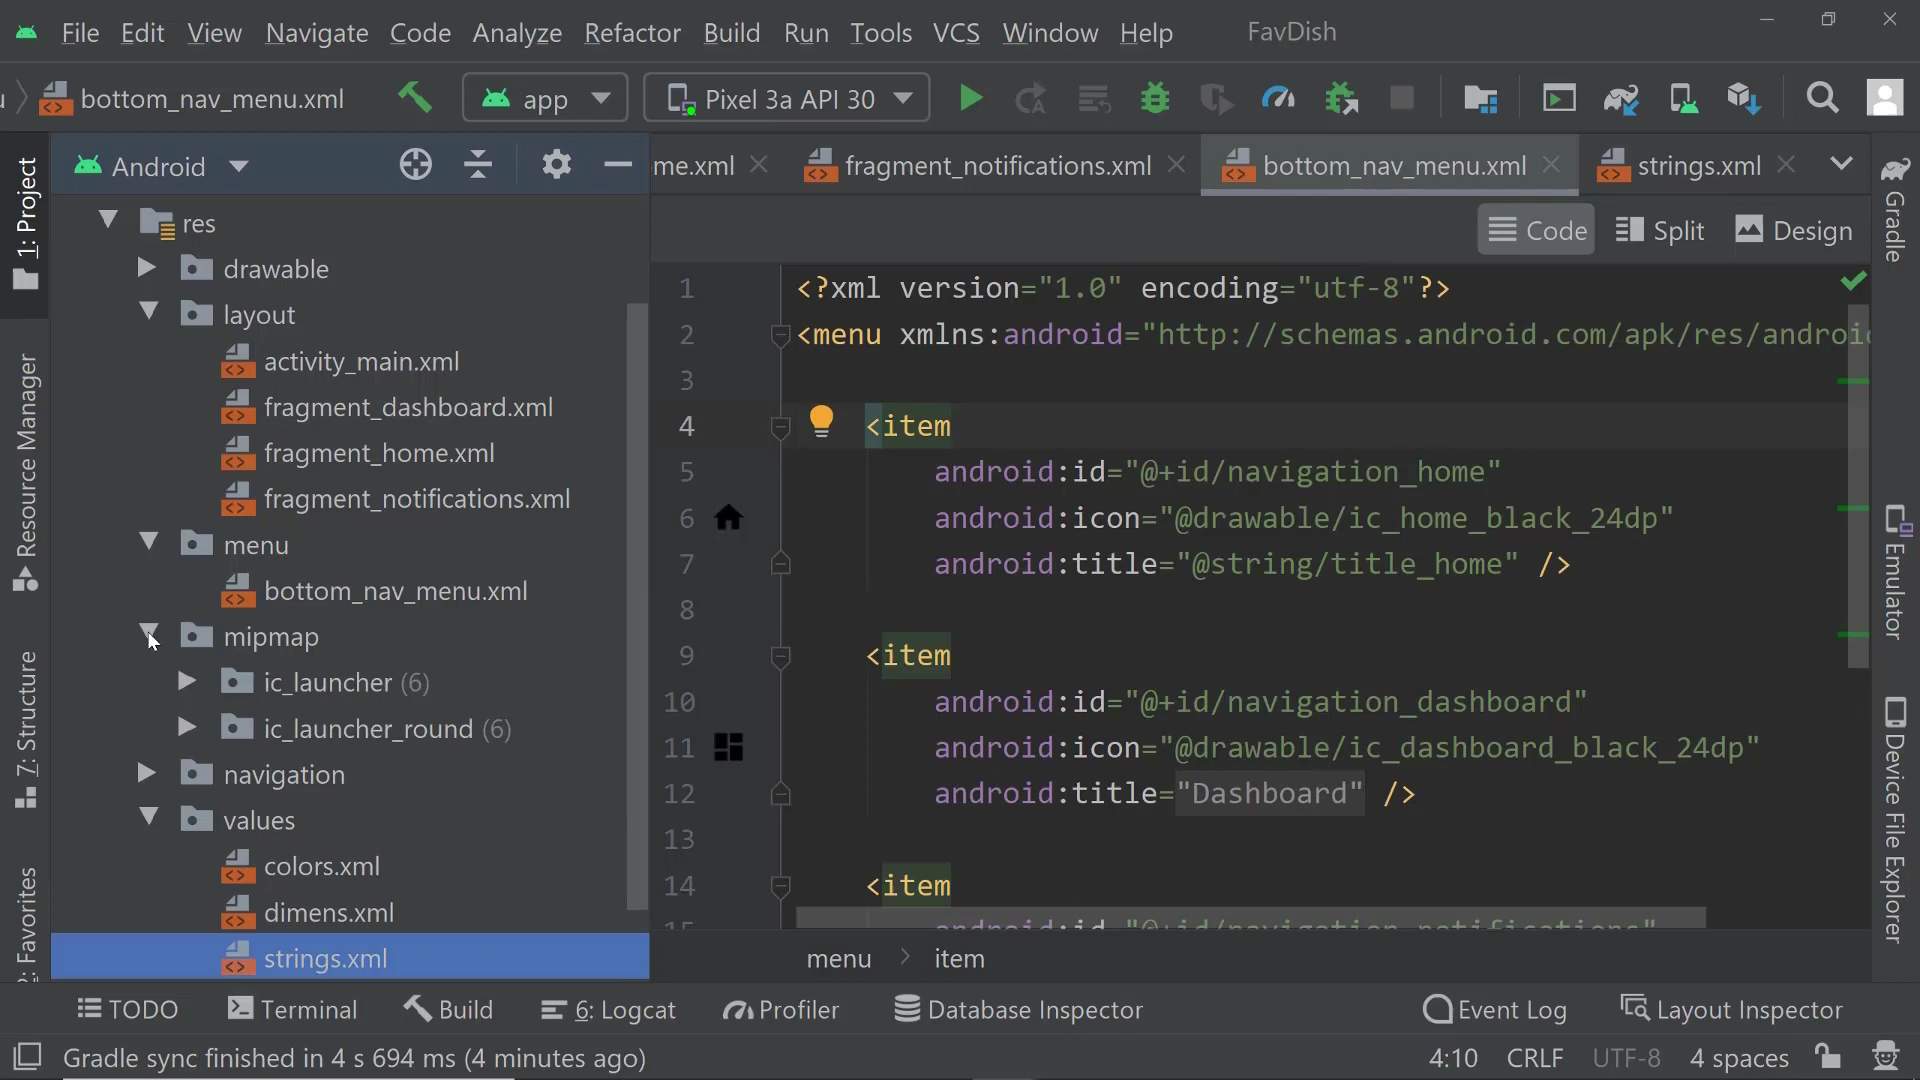 File Edit View Navigate Code Analyze Refactor Build Run Tools VCS Window Help FavDish
bottom_nav_menu.xml app Pixel 3a API 30
Android
me.xml fragment_notifications.xml bottom_nav_menu.xml strings.xml
Code Split Design
1: Project
Resource Manager
7: Structure
Favorites
res
drawable
layout
activity_main.xml
fragment_dashboard.xml
fragment_home.xml
fragment_notifications.xml
menu
bottom_nav_menu.xml
mipmap
ic_launcher (6)
ic_launcher_round (6)
navigation
values
colors.xml
dimens.xml
strings.xml
1 <?xml version="1.0" encoding="utf-8"?>
2 <menu xmlns:android="http://schemas.android.com/apk/res/androi
3
4 <item
5 android:id="@+id/navigation_home"
6 android:icon="@drawable/ic_home_black_24dp"
7 android:title="@string/title_home" />
8
9 <item
10 android:id="@+id/navigation_dashboard"
11 android:icon="@drawable/ic_dashboard_black_24dp"
12 android:title="Dashboard" />
13
14 <item
15 android:id="@+id/navigation_notifications"
menu > item
Gradle
Emulator
Device File Explorer
TODO Terminal Build 6: Logcat Profiler Database Inspector Event Log Layout Inspector
Gradle sync finished in 4 s 694 ms (4 minutes ago) 4:10 CRLF UTF-8 4 spaces